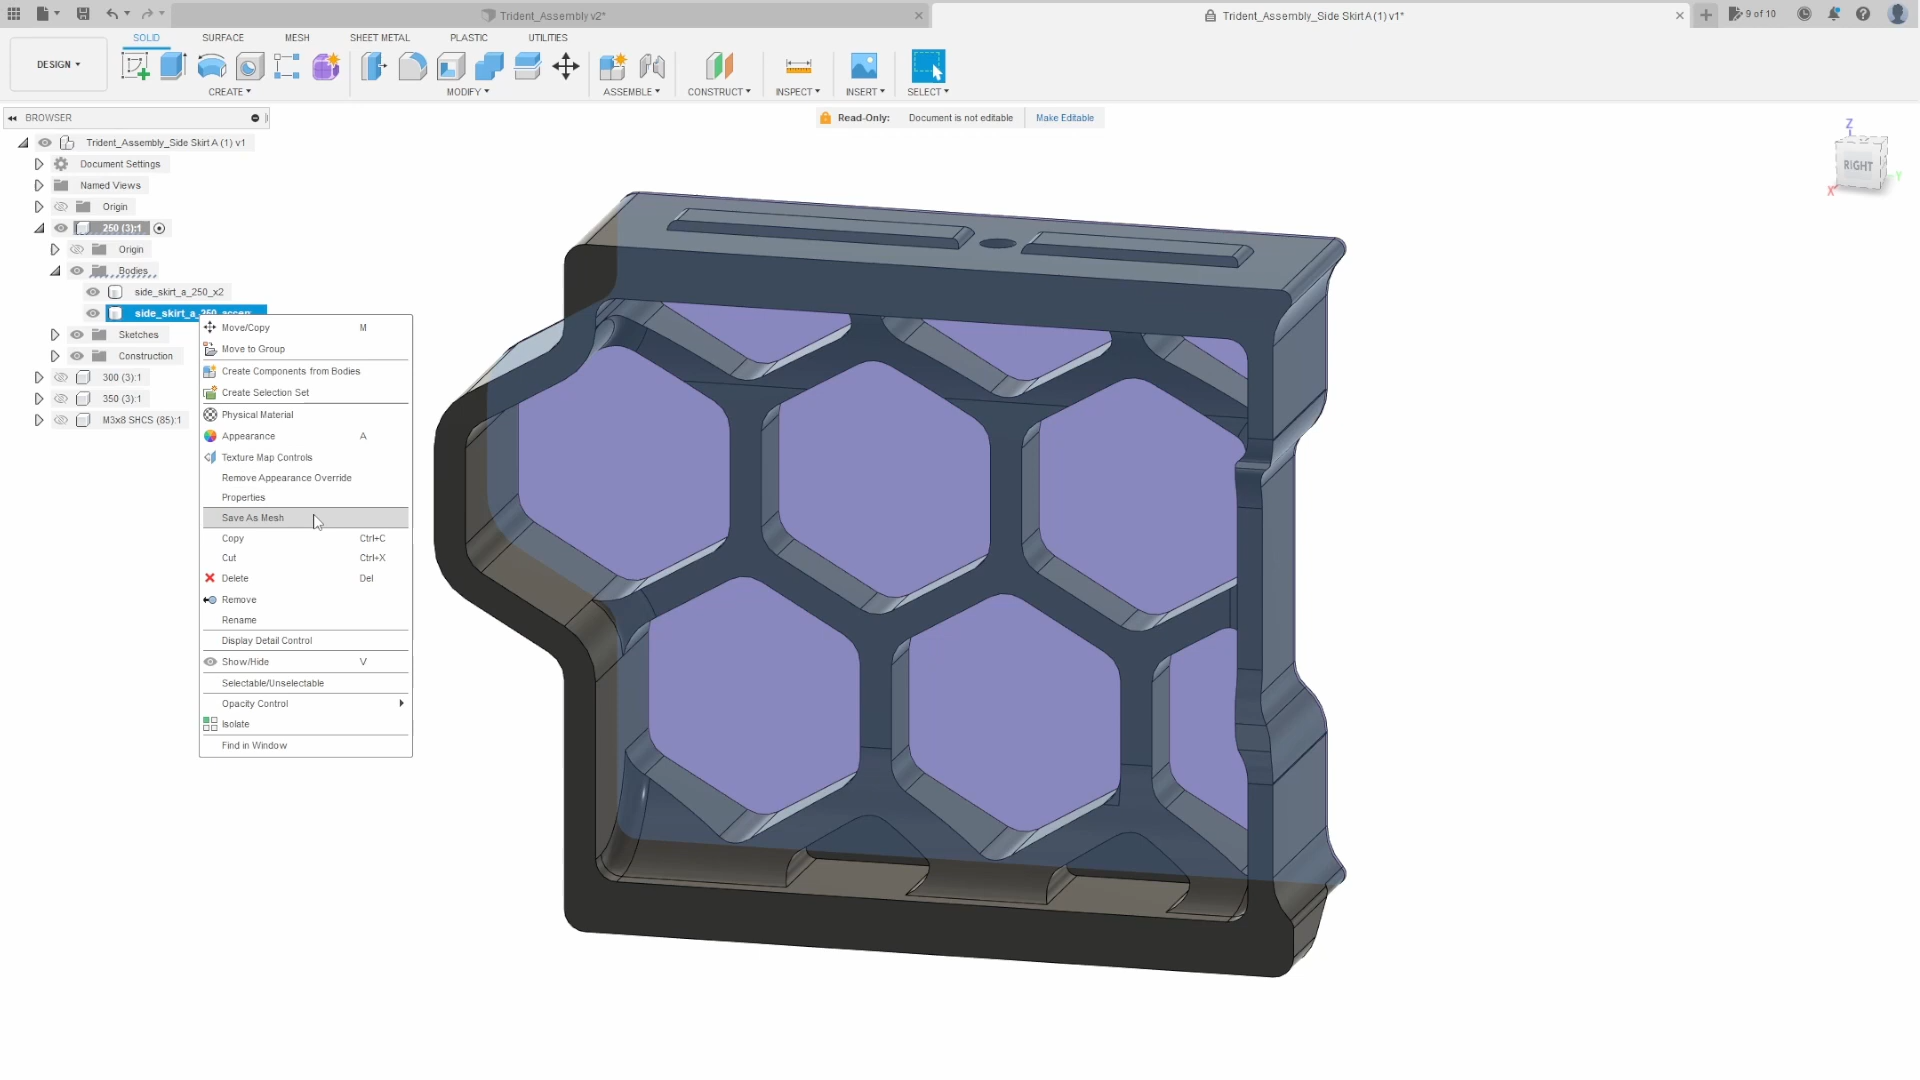 Trident_Assembly v2*
Trident_Assembly_Side Skirt A (1) v1*
9 of 10
DESIGN
SOLID
SURFACE
MESH
SHEET METAL
PLASTIC
UTILITIES
CREATE
MODIFY
ASSEMBLE
CONSTRUCT
INSPECT
INSERT
SELECT
BROWSER
Read-Only: Document is not editable Make Editable
Trident_Assembly_Side Skirt A (1) v1
Document Settings
Named Views
Origin
250 (3):1
Origin
Bodies
side_skirt_a_250_x2
Sketches
Construction
300 (3):1
350 (3):1
M3x8 SHCS (85):1
Move/Copy M
Move to Group
Create Components from Bodies
Create Selection Set
Physical Material
Appearance A
Texture Map Controls
Remove Appearance Override
Properties
Save As Mesh
Copy Ctrl+C
Cut Ctrl+X
Delete Del
Remove
Rename
Display Detail Control
Show/Hide V
Selectable/Unselectable
Opacity Control
Isolate
Find in Window
Z
RIGHT
X
Y